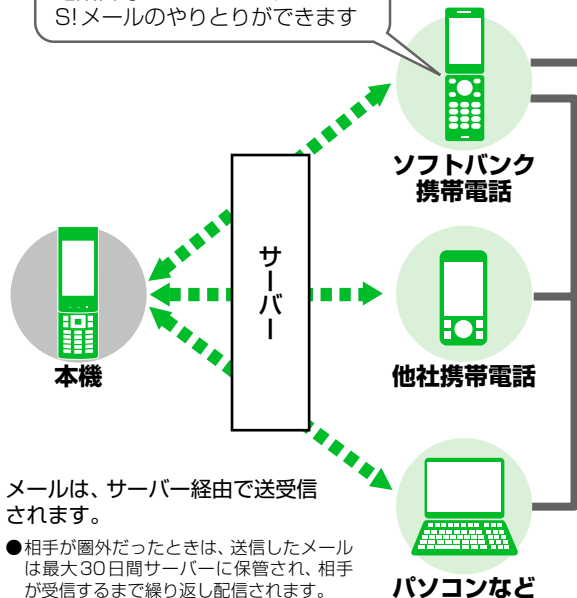 S!メールのやりとりができます
ソフトバンク
携帯電話
サーバー
本機
他社携帯電話
メールは、サーバー経由で送受信
されます。
●相手が圏外だったときは、送信したメール
は最大30日間サーバーに保管され、相手
が受信するまで繰り返し配信されます。
パソコンなど